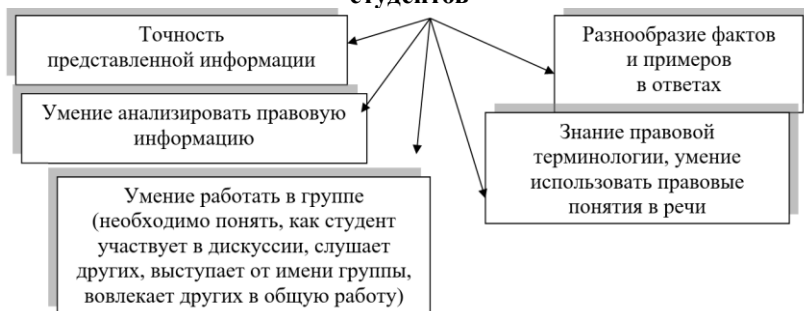 студентов
Точность
представленной информации
Разнообразие фактов
и примеров
в ответах
Умение анализировать правовую
информацию
Знание правовой
терминологии, умение
использовать правовые
понятия в речи
Умение работать в группе
(необходимо понять, как студент
участвует в дискуссии, слушает
других, выступает от имени группы,
вовлекает других в общую работу)